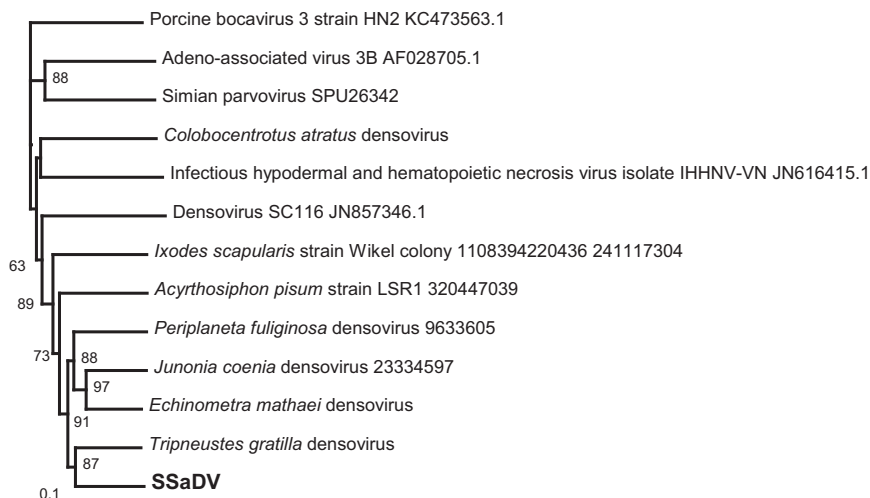 Porcine bocavirus 3 strain HN2 KC473563.1
Adeno-associated virus 3B AF028705.1
88
Simian parvovirus SPU26342
Colobocentrotus atratus densovirus
Infectious hypodermal and hematopoietic necrosis virus isolate IHHNV-VN JN616415.1
Densovirus SC116 JN857346.1
Ixodes scapularis strain Wikel colony 1108394220436 241117304
63
Acyrthosiphon pisum strain LSR1 320447039
89
Periplaneta fuliginosa densovirus 9633605
73
88
Junonia coenia densovirus 23334597
97
Echinometra mathaei densovirus
91
Tripneustes gratilla densovirus
87
SSaDV
0.1